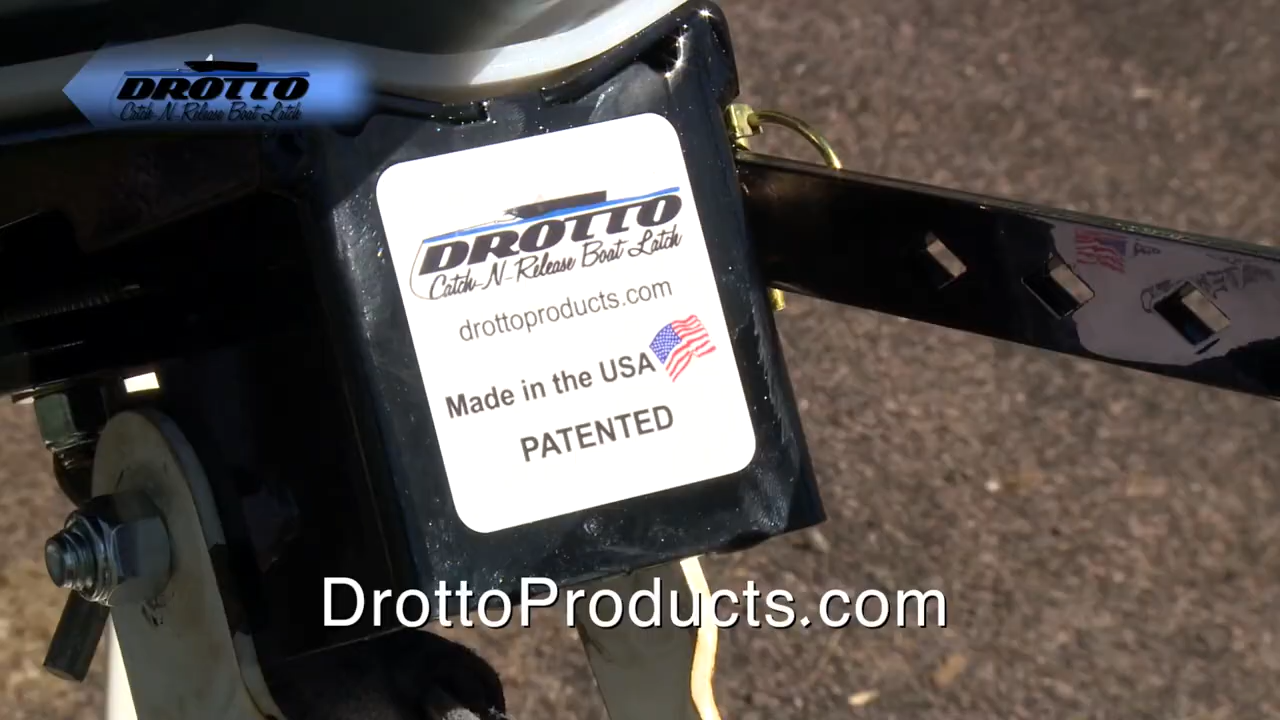 DROTTO
Catch-N-Release Boat Latch
DROTTO
Catch-N-Release Boat Latch
drottoproducts.com
Made in the USA
PATENTED
DrottoProducts.com